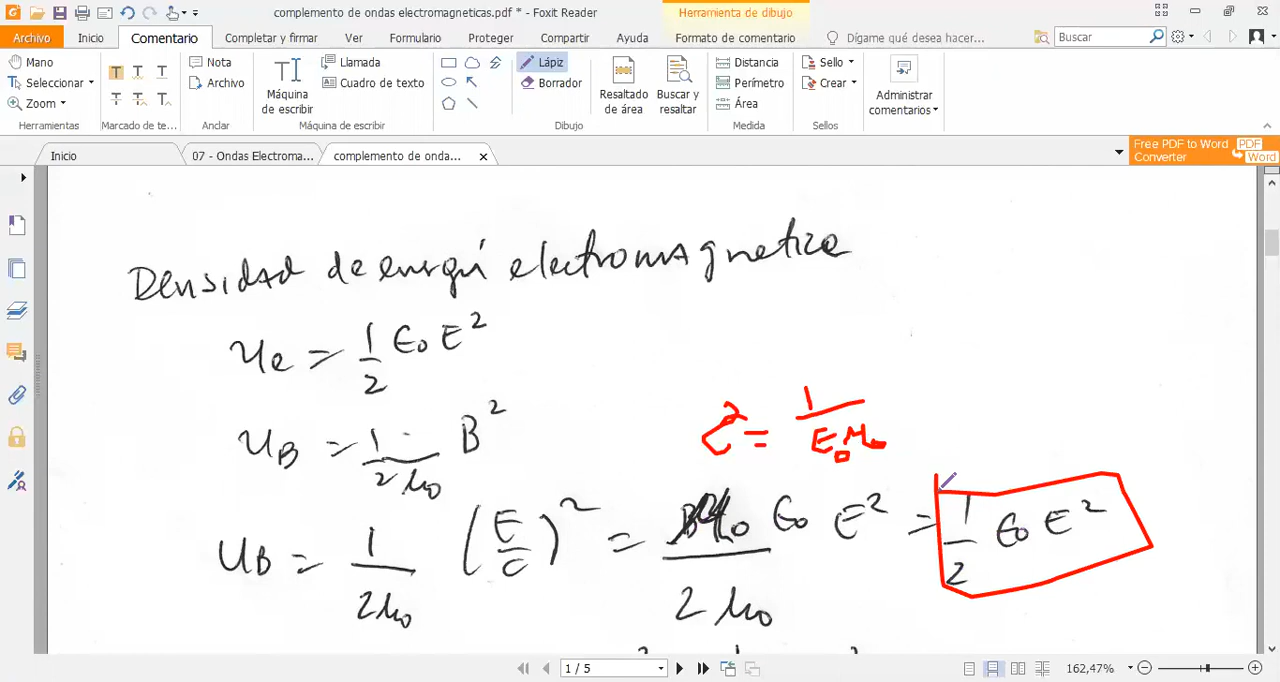 complemento de ondas electromagneticas.pdf * - Foxit Reader
Herramienta de dibujo
Archivo Inicio Comentario Completar y firmar Ver Formulario Proteger Compartir Ayuda Formato de comentario Dígame qué desea hacer... Buscar
Mano
Seleccionar
Zoom
Herramientas
Marcado de te...
Nota
Archivo
Anclar
Máquina de escribir
Llamada
Cuadro de texto
Máquina de escribir
Lápiz
Borrador
Dibujo
Resaltado de área
Buscar y resaltar
Distancia
Perímetro
Área
Medida
Sello
Crear
Sellos
Administrar comentarios
Inicio
07 - Ondas Electroma...
complemento de onda...
Free PDF to Word Converter
PDF
Word
Densidad de energí electromagnetica
Ue = 1/2 ϵ0 E²
UB = 1/2μ0 B²
c² = 1/E0μ0
UB = 1/2μ0 (E/c)² = μ0 ϵ0 E²/2μ0 = 1/2 ϵ0 E²
1 / 5
162,47%